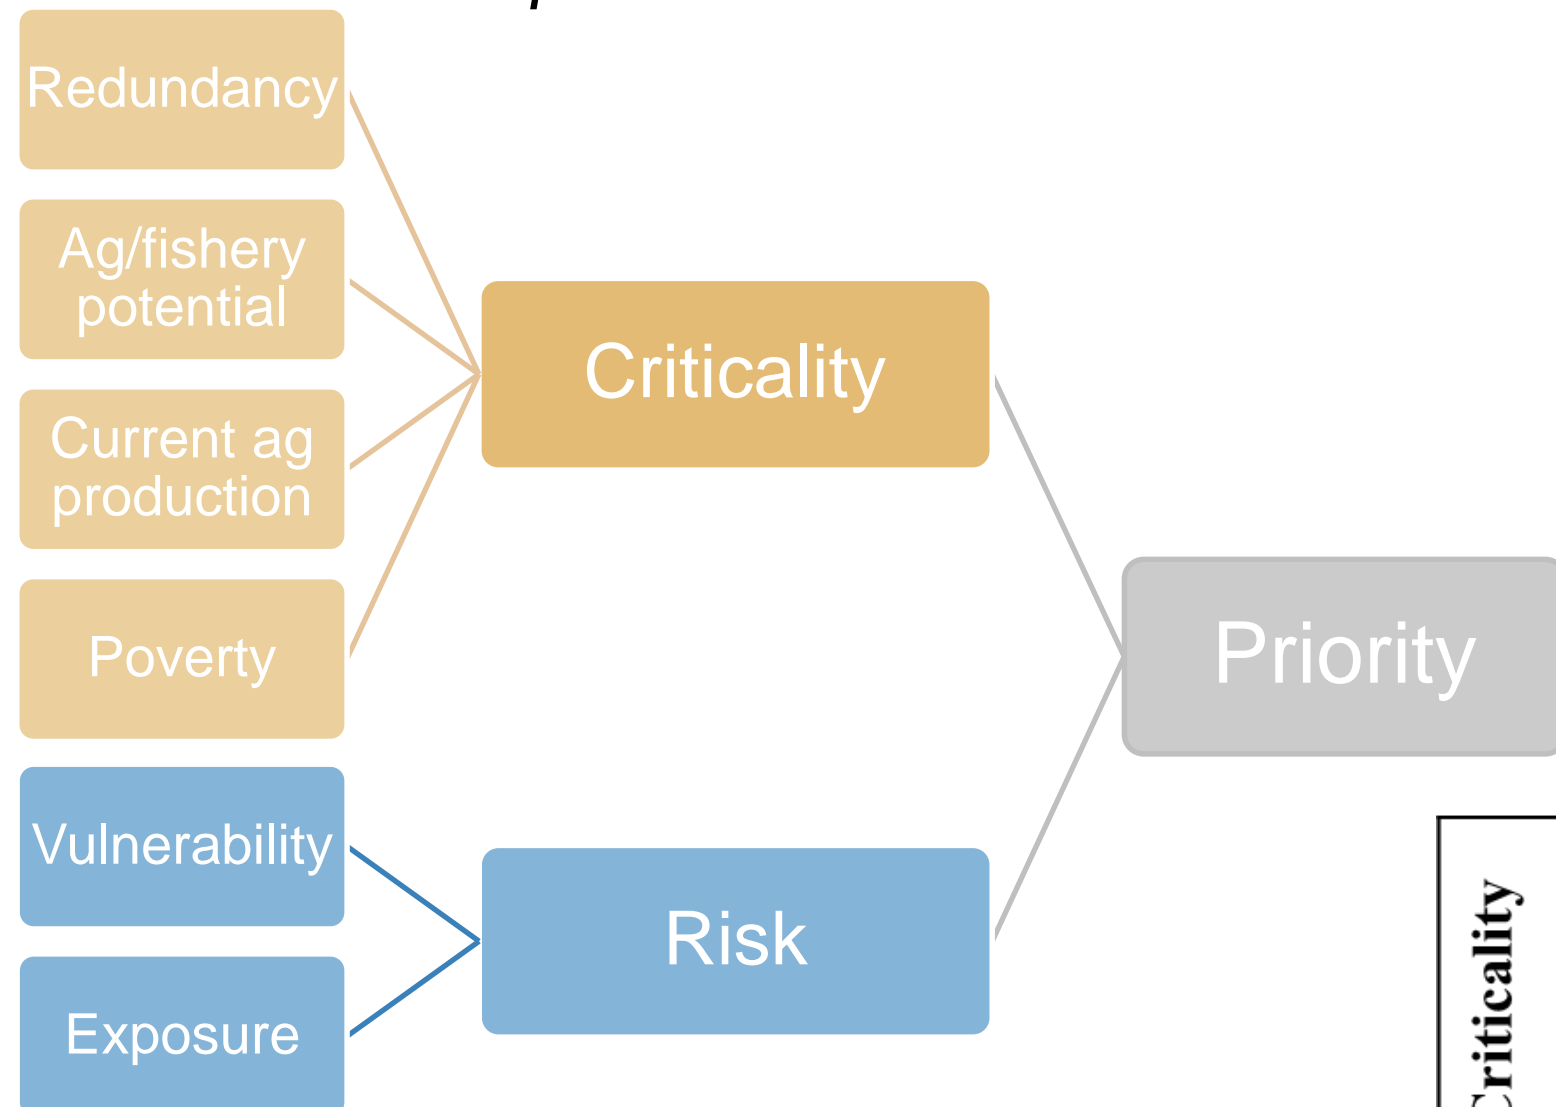 Redundancy
Ag/fishery
potential
Current ag
production
Poverty
Vulnerability
Exposure
Criticality
Risk
Priority
Criticality